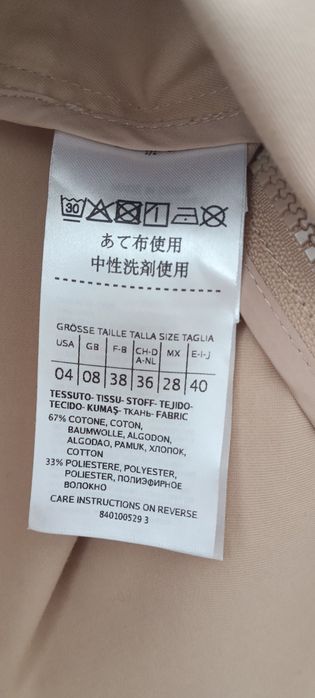 30
あて布使用
中性洗剤使用
GRÖSSE TAILLE TALLA SIZE TAGLIA
USA GB F-B CH-D A-NL MX E-I-J
04 08 38 36 28 40
TESSUTO- TISSU- STOFF- TEJIDO-
TECIDO- KUMAŞ- ТКАНЬ- FABRIC
67% COTONE, COTON,
BAUMWOLLE, ALGODON,
ALGODAO, PAMUK, ХЛОПОК,
COTTON
33% POLIESTERE, POLYESTER,
POLIESTER, ПОЛИЭФИРНОЕ
ВОЛОКНО
CARE INSTRUCTIONS ON REVERSE
840100529 3